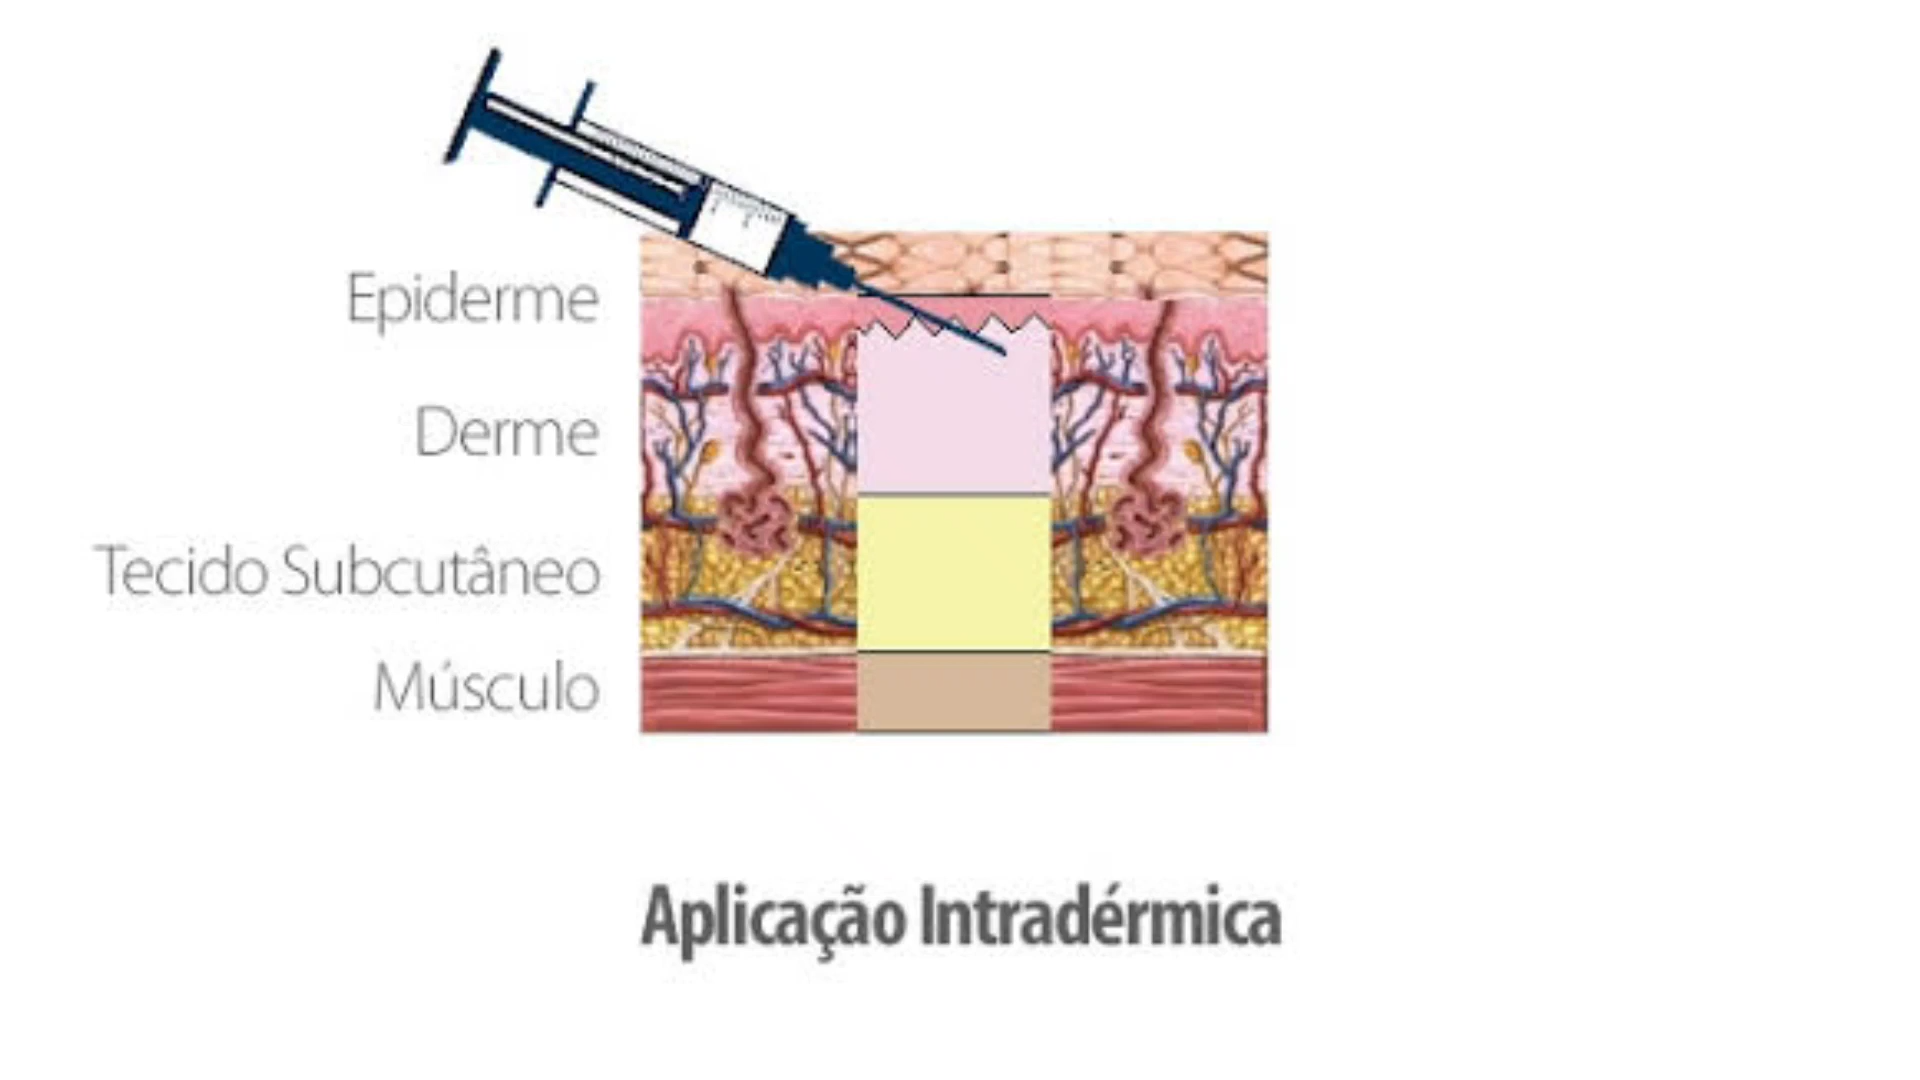 Epiderme
Derme
Tecido Subcutâneo
Músculo
Aplicação Intradérmica